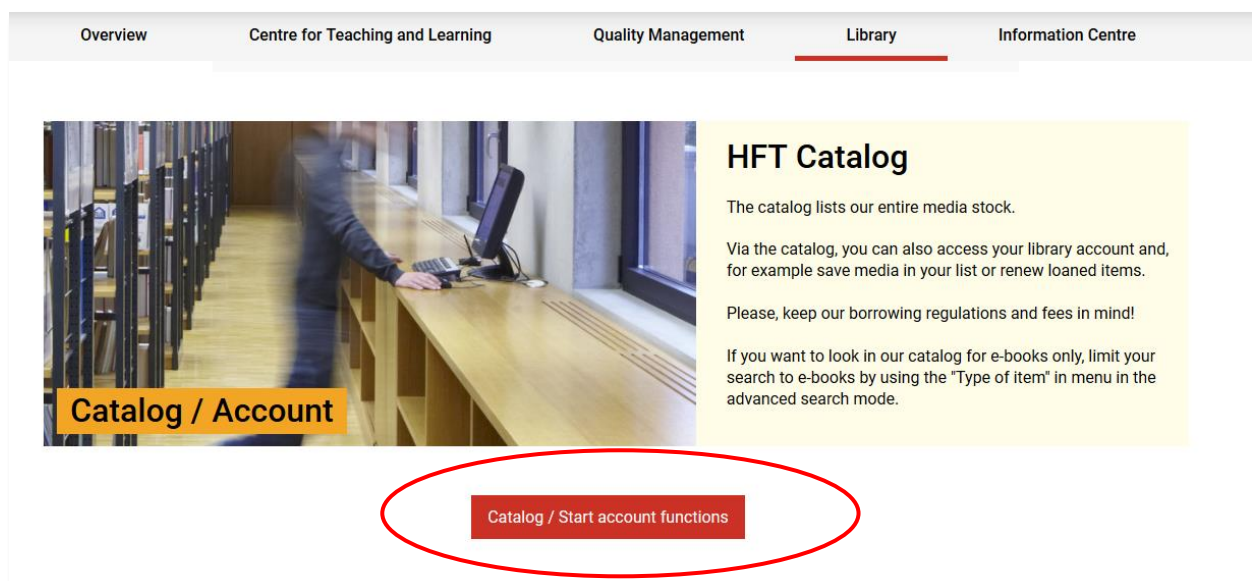 Overview Centre for Teaching and Learning Quality Management Library Information Centre
HFT Catalog
The catalog lists our entire media stock.
Via the catalog, you can also access your library account and,
for example save media in your list or renew loaned items.
Please, keep our borrowing regulations and fees in mind!
If you want to look in our catalog for e-books only, limit your
search to e-books by using the "Type of item" in menu in the
advanced search mode.
Catalog / Account
Catalog / Start account functions